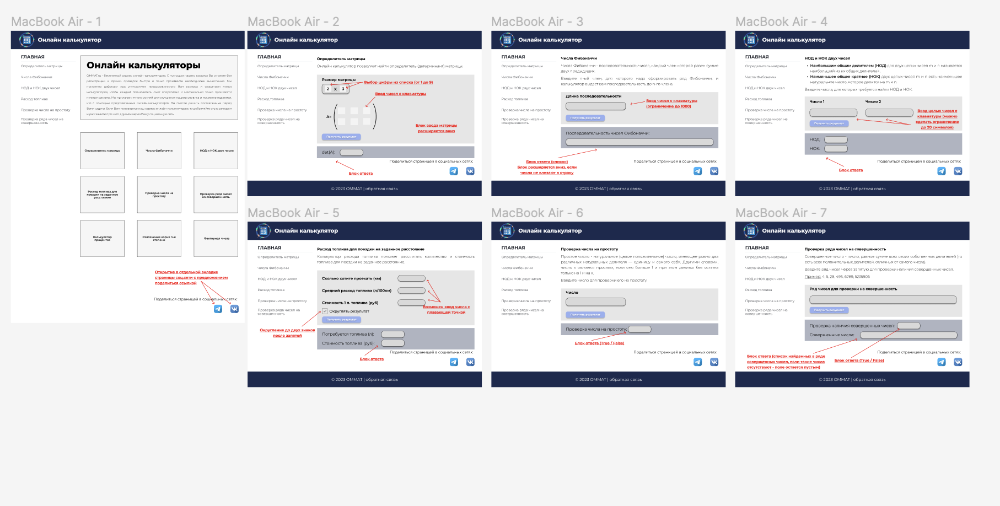 MacBook Air - 1
Онлайн калькулятор
ГЛАВНАЯ
Определитель матрицы
Числа Фибоначчи
НОД и НОК двух чисел
Расход топлива
Проверка числа на простоту
Проверка ряда чисел на
совершенность
Онлайн калькуляторы
OMMAT.ru - бесплатный сервис онлайн-калькуляторов. С помощью нашего сервиса Вы сможете без
регистрации и прочих проверок быстро и точно произвести необходимые вычисления. Мы
постоянно работаем над улучшением предоставляемого Вам сервиса и созданием новых
калькуляторов, чтобы каждый пользователь смог оперативно и максимально точно произвести
нужные расчеты. Мы прилагаем много усилий для улучшения нашего сервиса и искренне надеемся,
что с помощью представленных онлайн-калькуляторов Вы смогли решить поставленные перед
Вами задачи. Если Вам понравился наш сервис онлайн-калькуляторов, то добавляйте его в закладки
и расскажите про него друзьям через Вашу социальную сеть.
Определитель матрицы
Числа Фибоначчи
НОД и НОК двух чисел
Расход топлива для
поездки на заданное
расстояние
Проверка числа на
простоту
Проверка ряда чисел
на совершенность
Калькулятор
процентов
Извлечение корня n-й
степени
Факториал числа
Открытие в отдельной вкладке
страницы соц.сети с предложением
поделиться ссылкой
Поделиться страницей в социальных сетях:
MacBook Air - 2
Онлайн калькулятор
ГЛАВНАЯ
Определитель матрицы
Числа Фибоначчи
НОД и НОК двух чисел
Расход топлива
Проверка числа на простоту
Проверка ряда чисел на
совершенность
Определитель матрицы
Онлайн калькулятор позволяет найти определитель (детерминант) матрицы.
Размер матрицы
2 X 3
Выбор цифры из списка (от 1 до 9)
Ввод чисел с клавиатуры
A=
Блок ввода матрицы
расширяется вниз
Получить результат
det(A):
Поделиться страницей в социальных сетях:
Блок ответа
© 2023 OMMAT | обратная связь
MacBook Air - 3
Онлайн калькулятор
ГЛАВНАЯ
Определитель матрицы
Числа Фибоначчи
НОД и НОК двух чисел
Расход топлива
Проверка числа на простоту
Проверка ряда чисел на
совершенность
Числа Фибоначчи
Числа Фибоначчи - последовательность чисел, каждый член которой равен сумме
двух предыдущих.
Введите n-ый член, для которого надо сформировать ряд Фибоначчи, и
калькулятор выдаст вам последовательность до n-го члена.
Длина последовательности
Ввод чисел с клавиатуры
(ограничение до 1000)
Получить результат
Последовательность чисел Фибоначчи:
Блок ответа (список)
Блок расширяется вниз, если
числа не влезают в строку
Поделиться страницей в социальных сетях:
© 2023 OMMAT | обратная связь
MacBook Air - 4
Онлайн калькулятор
ГЛАВНАЯ
Определитель матрицы
Числа Фибоначчи
НОД и НОК двух чисел
Расход топлива
Проверка числа на простоту
Проверка ряда чисел на
совершенность
НОД и НОК двух чисел
• Наибольшим общим делителем (НОД) для двух целых чисел m и n называется
наибольший из их общих делителей.
• Наименьшее общее кратное (НОК) двух целых чисел m и n есть наименьшее
натуральное число, которое делится на m и n.
Введите числа, для которых требуется найти НОД и НОК.
Число 1
Число 2
Ввод целых чисел с
клавиатуры (можно
сделать ограничение
до 20 символов)
Получить результат
НОД:
НОК:
Поделиться страницей в социальных сетях:
Блок ответа
© 2023 OMMAT | обратная связь
MacBook Air - 5
Онлайн калькулятор
ГЛАВНАЯ
Определитель матрицы
Числа Фибоначчи
НОД и НОК двух чисел
Расход топлива
Проверка числа на простоту
Проверка ряда чисел на
совершенность
Расход топлива для поездки на заданное расстояние
Калькулятор расхода топлива поможет рассчитать количество и стоимость
топлива для поездки на заданное расстояние.
Сколько хотите проехать (км)
Средний расход топлива (л/100км)
Стоимость 1 л. топлива (руб)
Возможен ввод числа с
плавающей точкой
Округлять результат
Получить результат
Округление до двух знаков
после запятой
Потребуется топлива (л):
Стоимость топлива (руб):
Поделиться страницей в социальных сетях:
Блок ответа
© 2023 OMMAT | обратная связь
MacBook Air - 6
Онлайн калькулятор
ГЛАВНАЯ
Определитель матрицы
Числа Фибоначчи
НОД и НОК двух чисел
Расход топлива
Проверка числа на простоту
Проверка ряда чисел на
совершенность
Проверка числа на простоту
Простое число - натуральное (целое положительное) число, имеющее ровно два
различных натуральных делителя — единицу и самого себя. Другими словами,
число x является простым, если оно больше 1 и при этом делится без остатка
только на 1 и на x.
Введите число для проверки его на простоту.
Число
Получить результат
Проверка числа на простоту:
Блок ответа (True / False)
Поделиться страницей в социальных сетях:
© 2023 OMMAT | обратная связь
MacBook Air - 7
Онлайн калькулятор
ГЛАВНАЯ
Определитель матрицы
Числа Фибоначчи
НОД и НОК двух чисел
Расход топлива
Проверка числа на простоту
Проверка ряда чисел на
совершенность
Проверка ряда чисел на совершенность
Совершенное число - число, равное сумме всех своих собственных делителей (то
есть всех положительных делителей, отличных от самого числа).
Введите ряд чисел через запятую для проверки наличия совершенных чисел.
Пример: 4, 5, 28, 496, 6789, 5235906
Ряд чисел для проверки на совершенность
Получить результат
Проверка наличия совершенных чисел:
Совершенные числа:
Поделиться страницей в социальных сетях:
Блок ответа (список найденных в ряде
совершенных чисел, если такие числа
отсутствуют - поле остается пустым)
Блок ответа (True / False)
© 2023 OMMAT | обратная связь